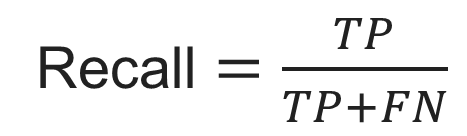 Recall = TP / TP+FN